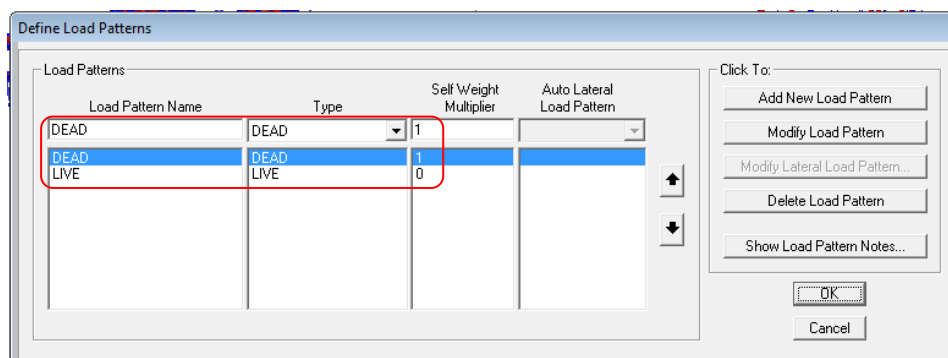 Define Load Patterns
Load Patterns
Click To:
Load Pattern Name Type Self Weight Multiplier Auto Lateral Load Pattern
DEAD DEAD 1
DEAD DEAD 1
LIVE LIVE 0
Add New Load Pattern
Modify Load Pattern
Modify Lateral Load Pattern...
Delete Load Pattern
Show Load Pattern Notes...
OK
Cancel